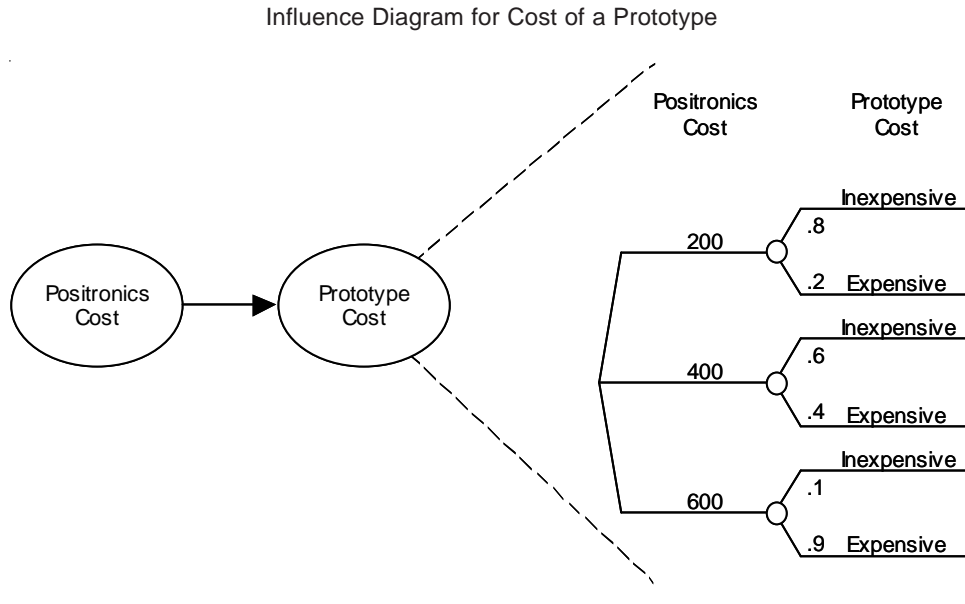 Influence Diagram for Cost of a Prototype
Positronics
Cost
Prototype
Cost
Positronics
Cost
Prototype
Cost
200
Inexpensive
.8
.2 Expensive
400
Inexpensive
.6
.4 Expensive
600
Inexpensive
.1
.9 Expensive